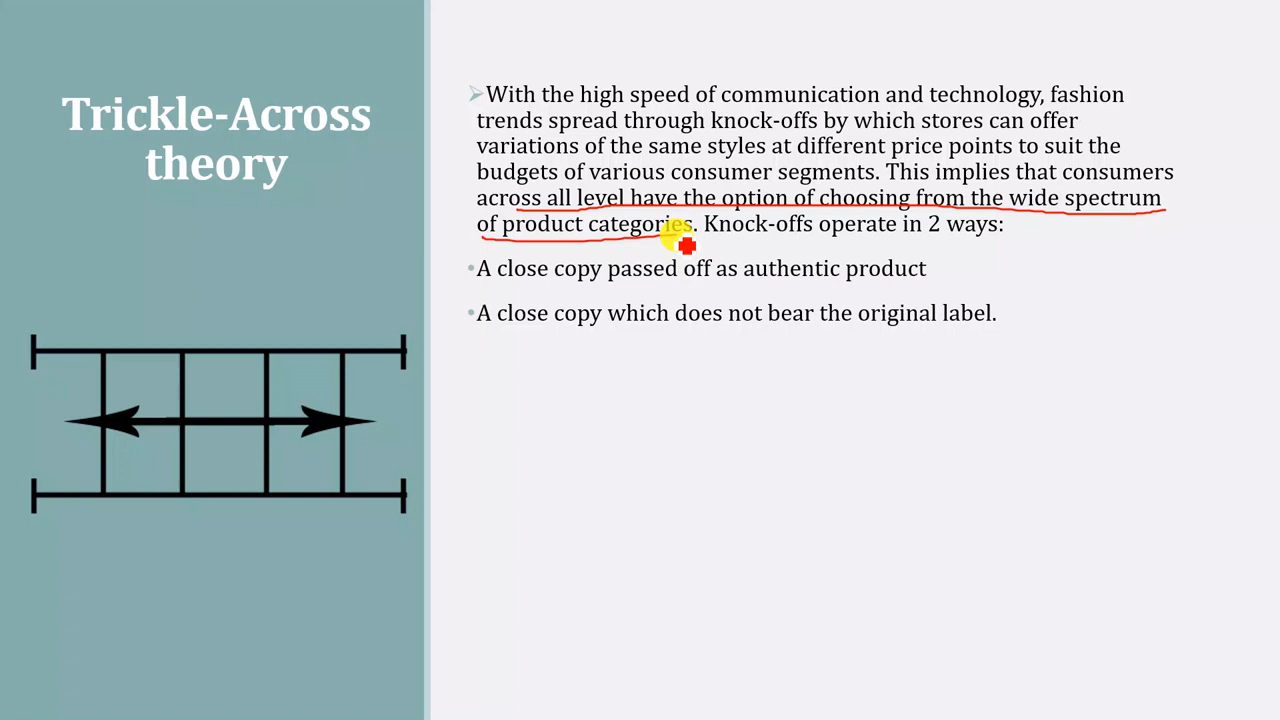 Trickle-Across
theory
With the high speed of communication and technology, fashion
trends spread through knock-offs by which stores can offer
variations of the same styles at different price points to suit the
budgets of various consumer segments. This implies that consumers
across all level have the option of choosing from the wide spectrum
of product categories. Knock-offs operate in 2 ways:
•A close copy passed off as authentic product
•A close copy which does not bear the original label.